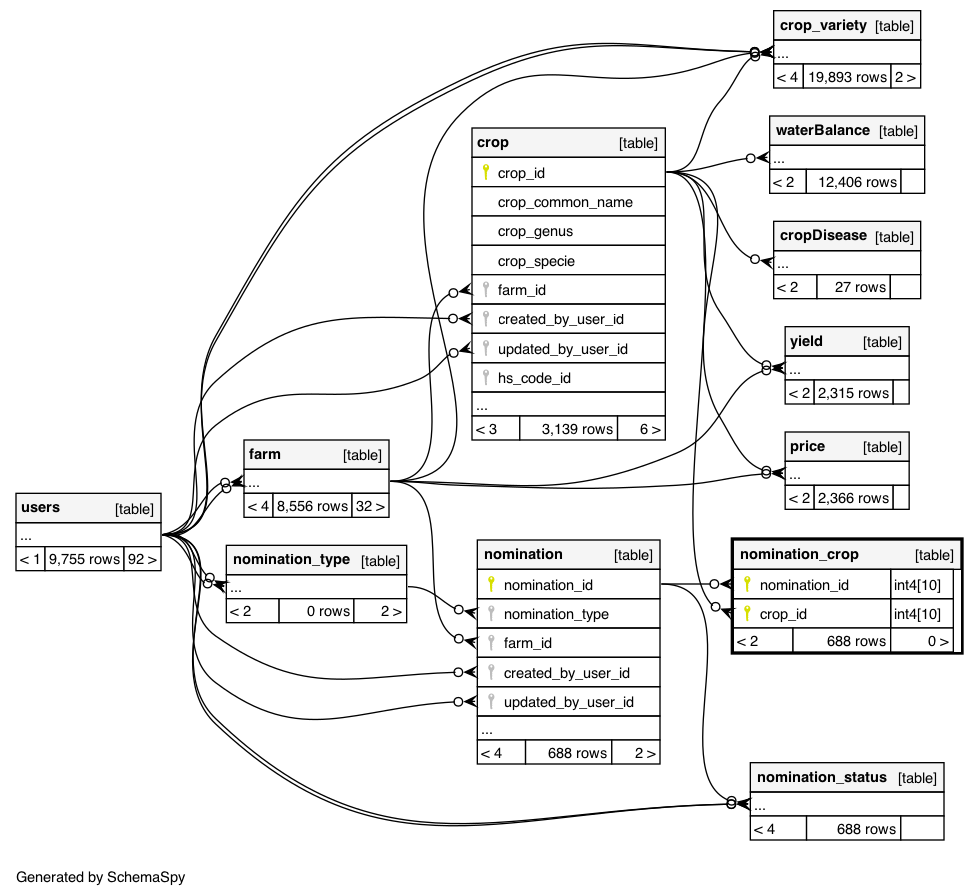 crop_variety [table]
...
< 4 19,893 rows 2 >
waterBalance [table]
...
< 2 12,406 rows
cropDisease [table]
...
< 2 27 rows
yield [table]
...
< 2 2,315 rows
price [table]
...
< 2 2,366 rows
crop [table]
crop_id
crop_common_name
crop_genus
crop_specie
farm_id
created_by_user_id
updated_by_user_id
hs_code_id
...
< 3 3,139 rows 6 >
farm [table]
...
< 4 8,556 rows 32 >
users [table]
...
< 1 9,755 rows 92 >
nomination_type [table]
...
< 2 0 rows 2 >
nomination [table]
nomination_id
nomination_type
farm_id
created_by_user_id
updated_by_user_id
...
< 4 688 rows 2 >
nomination_crop [table]
nomination_id int4[10]
crop_id int4[10]
< 2 688 rows 0 >
nomination_status [table]
...
< 4 688 rows
Generated by SchemaSpy